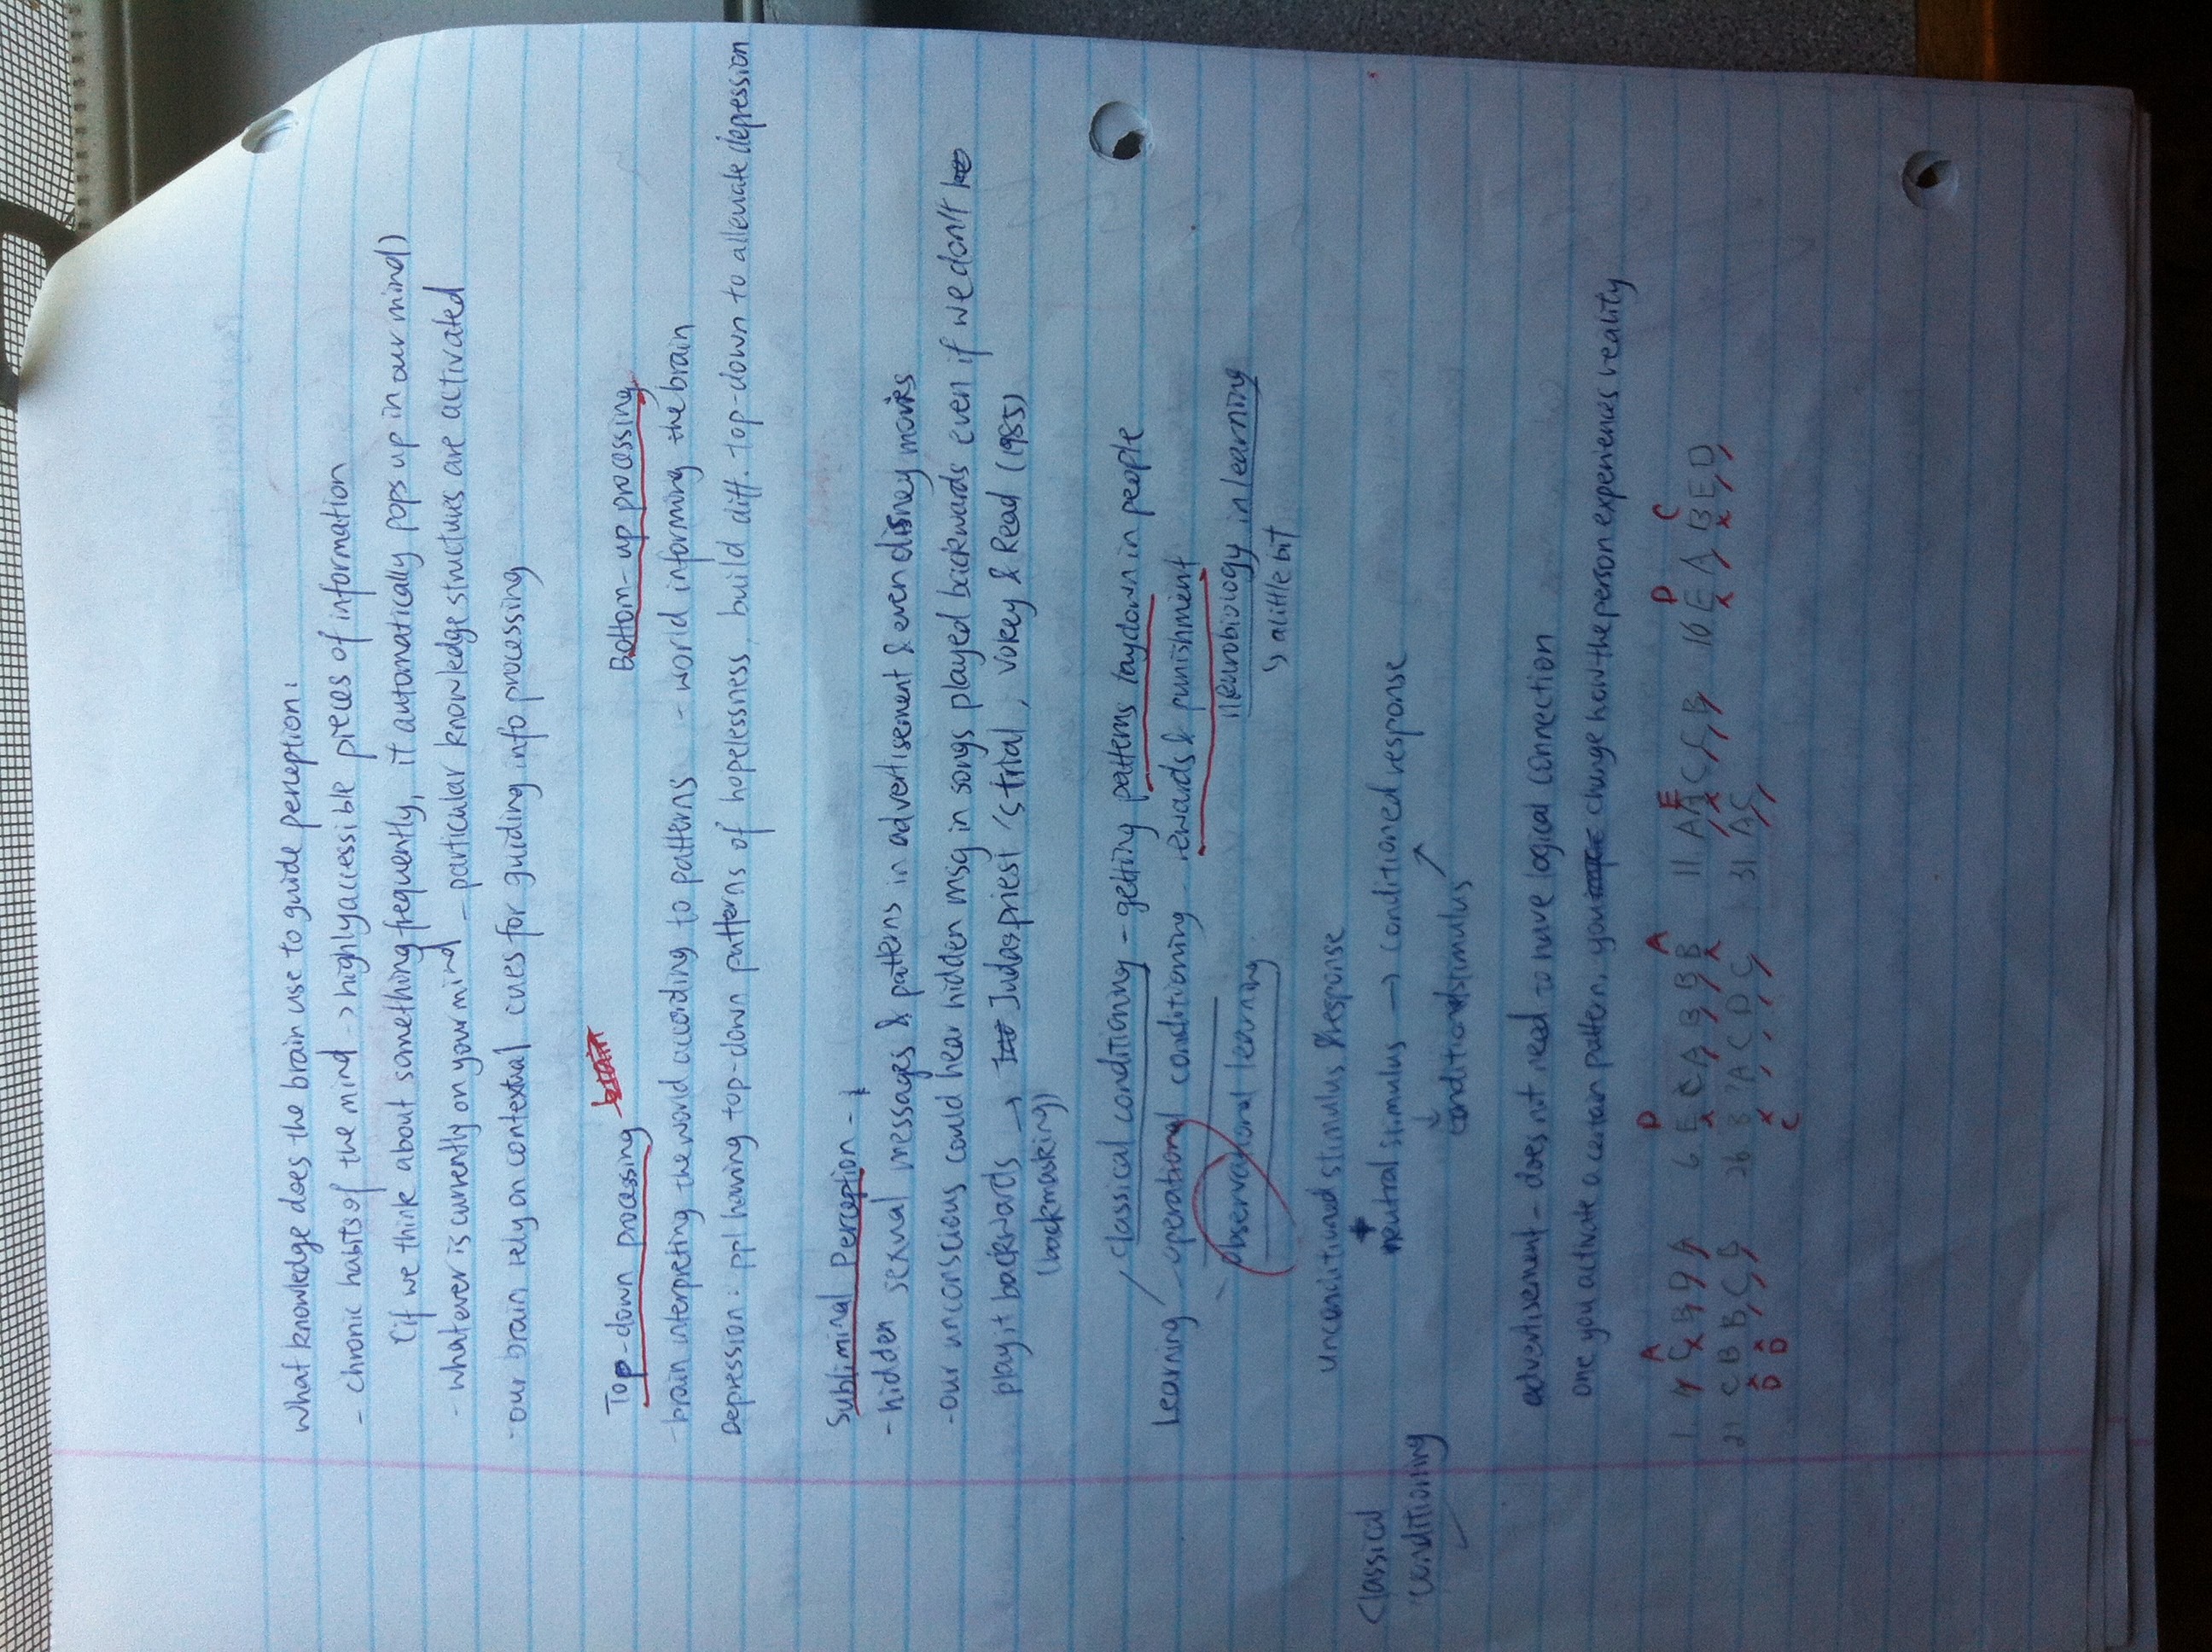 What knowledge does the brain use to guide perception:
- chronic habits of the mind → highly accessible pieces of information
(if we think about something frequently, it automatically pops up in our mind)
- whatever is currently on your mind - particular knowledge structures are activated
- our brain rely on contextual cues for guiding info processing
Top-down processing Bottom-up processing
- brain interpreting the world according to patterns - world informing the brain
Depression: ppl having top-down patterns of hopelessness, build diff. top-down to alleviate depression
Subliminal Perception -
- hidden sexual messages & patterns in advertisement & even disney movies
- our unconscious could hear hidden msg in songs played backwards even if we don't
play it backwards → Judas priest's trial, Vokey & Read (1985)
(backmasking)
Learning - classical conditioning - getting patterns laydown in people
- operational conditioning - rewards & punishment
- observational learning neurobiology in learning
↳ a little bit
Classical conditioning
unconditioned stimulus & response
neutral stimulus → conditioned response
↓
conditioned stimulus ↗
advertisement - does not need to have logical connection
one you activate a certain pattern, you change how the person experiences reality
A D A E D C
1 C B 6 E C A B B B 11 A A C B 16 E A B E D
21 C B B C 26 B A C D C 31 A C
D D C